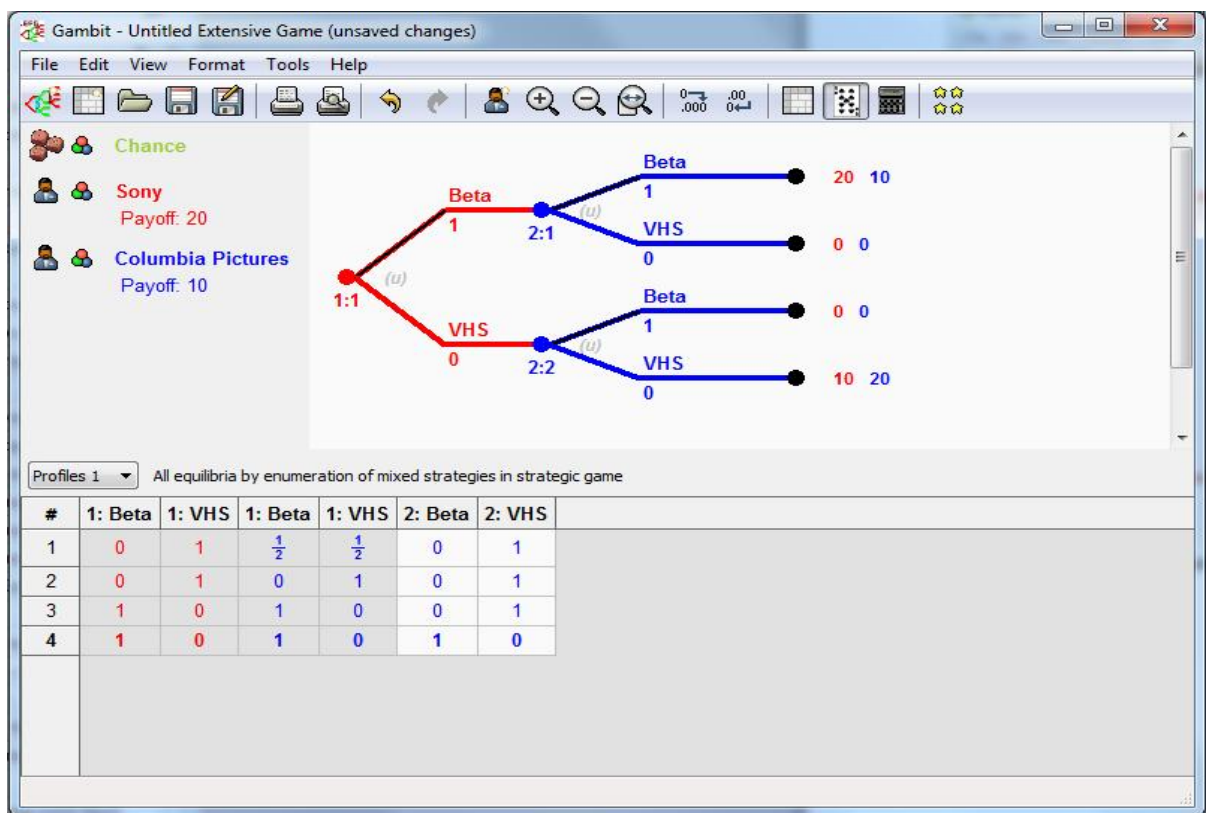 Gambit - Untitled Extensive Game (unsaved changes)
File Edit View Format Tools Help
Chance
Sony
Payoff: 20
Columbia Pictures
Payoff: 10
1:1
(u)
Beta
1
VHS
0
2:1
(u)
Beta
1
VHS
0
2:2
(u)
Beta
1
VHS
0
20 10
0 0
0 0
10 20
Profiles 1 All equilibria by enumeration of mixed strategies in strategic game
# 1: Beta 1: VHS 1: Beta 1: VHS 2: Beta 2: VHS
1 0 1 1/2 1/2 0 1
2 0 1 0 1 0 1
3 1 0 1 0 0 1
4 1 0 1 0 1 0